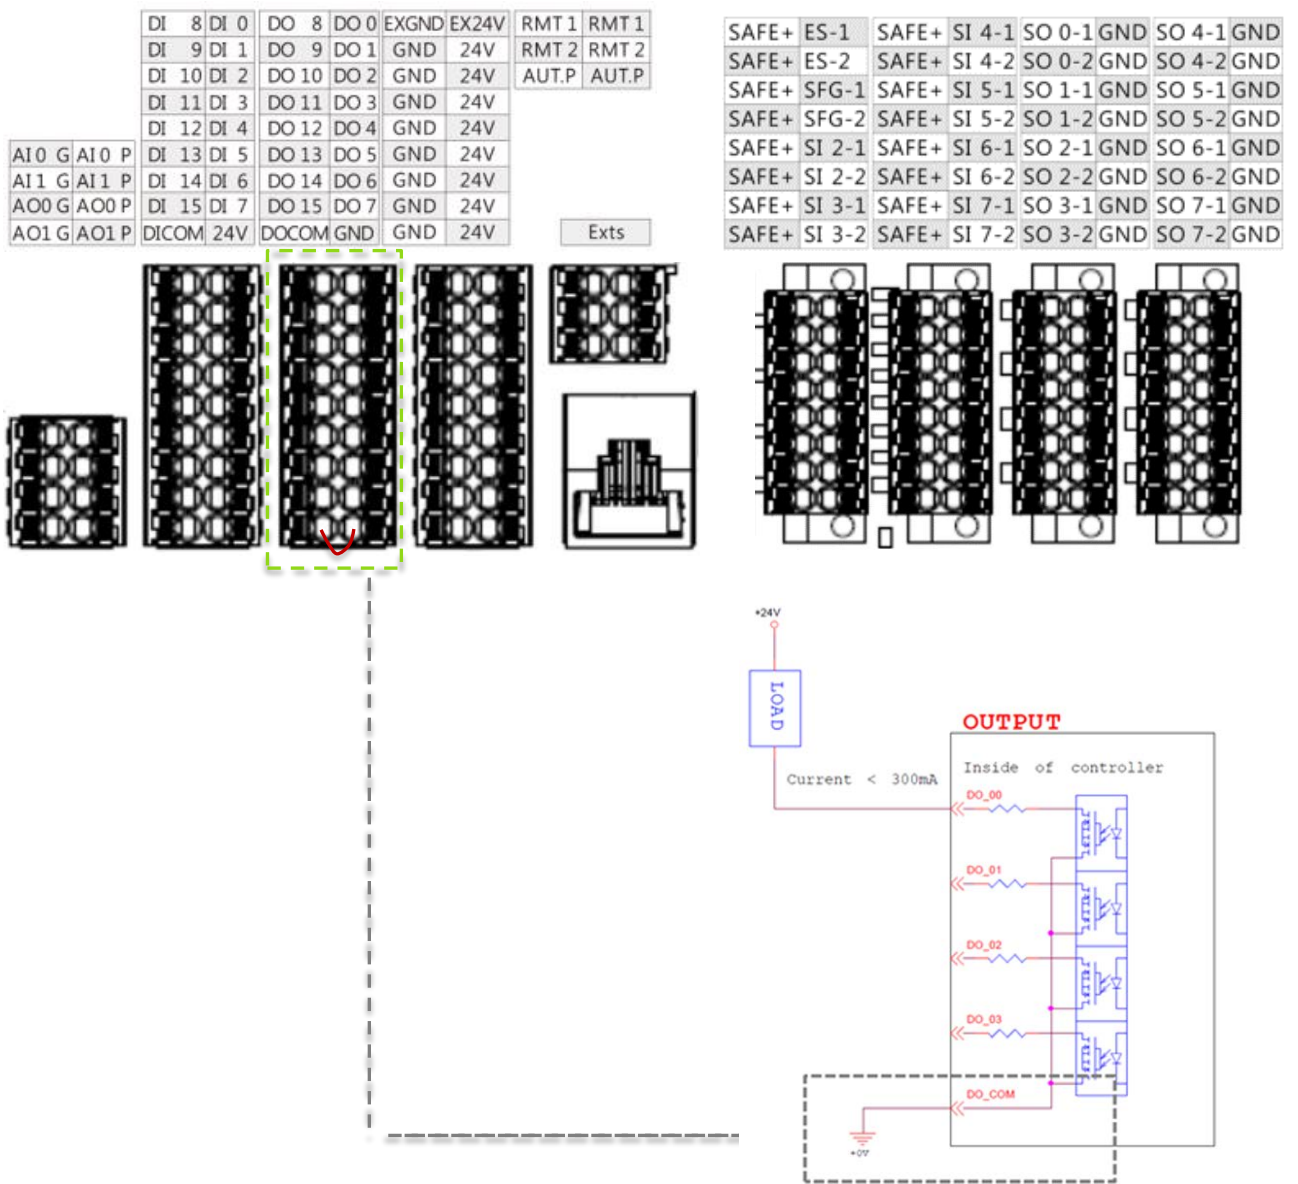 DI 8 DI 0 DO 8 DO 0 EXGND EX24V RMT 1 RMT 1
DI 9 DI 1 DO 9 DO 1 GND 24V RMT 2 RMT 2
DI 10 DI 2 DO 10 DO 2 GND 24V AUT.P AUT.P
DI 11 DI 3 DO 11 DO 3 GND 24V
DI 12 DI 4 DO 12 DO 4 GND 24V
AI 0 G AI 0 P DI 13 DI 5 DO 13 DO 5 GND 24V
AI 1 G AI 1 P DI 14 DI 6 DO 14 DO 6 GND 24V
AO0 G AO0 P DI 15 DI 7 DO 15 DO 7 GND 24V
AO1 G AO1 P DICOM 24V DOCOM GND GND 24V
Exts
SAFE+ ES-1 SAFE+ SI 4-1 SO 0-1 GND SO 4-1 GND
SAFE+ ES-2 SAFE+ SI 4-2 SO 0-2 GND SO 4-2 GND
SAFE+ SFG-1 SAFE+ SI 5-1 SO 1-1 GND SO 5-1 GND
SAFE+ SFG-2 SAFE+ SI 5-2 SO 1-2 GND SO 5-2 GND
SAFE+ SI 2-1 SAFE+ SI 6-1 SO 2-1 GND SO 6-1 GND
SAFE+ SI 2-2 SAFE+ SI 6-2 SO 2-2 GND SO 6-2 GND
SAFE+ SI 3-1 SAFE+ SI 7-1 SO 3-1 GND SO 7-1 GND
SAFE+ SI 3-2 SAFE+ SI 7-2 SO 3-2 GND SO 7-2 GND
+24V
LOAD
OUTPUT
Inside of controller
Current < 300mA
DO_00
DO_01
DO_02
DO_03
DO_COM
+0V